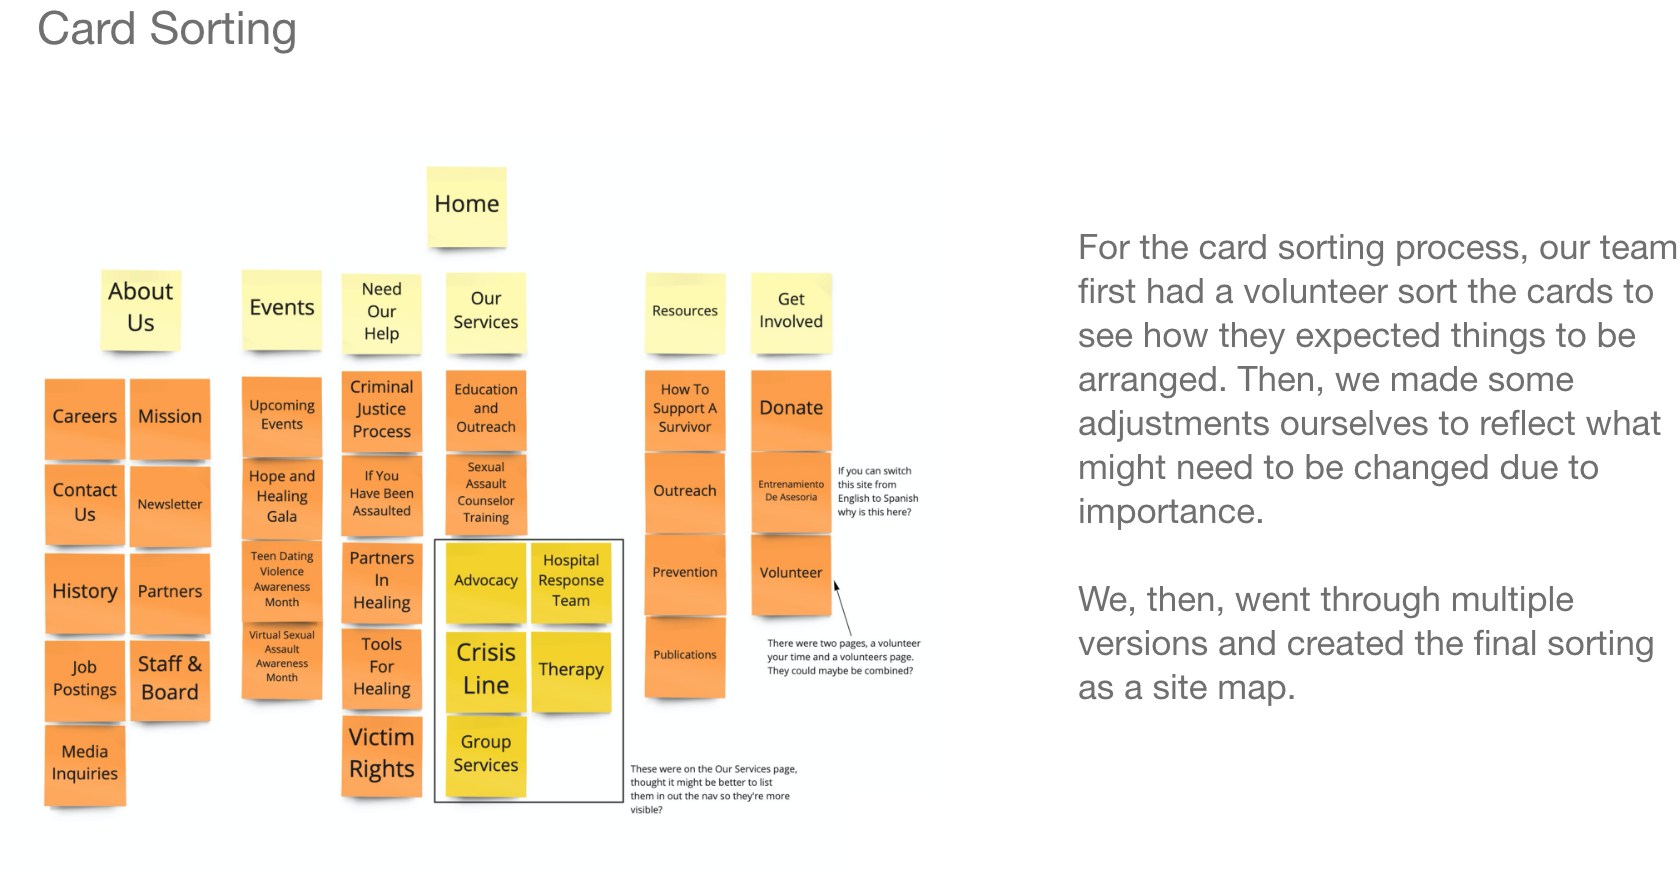 Card Sorting
Home
About
Us
Events
Need
Our
Help
Our
Services
Resources
Get
Involved
Careers
Mission
Contact
Us
Newsletter
History
Partners
Job
Postings
Staff &
Board
Media
Inquiries
Upcoming
Events
Hope and
Healing
Gala
Teen Dating
Violence
Awareness
Month
Virtual Sexual
Assault
Awareness
Month
Criminal
Justice
Process
If You
Have Been
Assaulted
Partners
In
Healing
Tools
For
Healing
Victim
Rights
Education
and
Outreach
Sexual
Assault
Counselor
Training
Advocacy
Hospital
Response
Team
Crisis
Line
Therapy
Group
Services
These were on the Our Services page,
thought it might be better to list
them in out the nav so they're more
visible?
How To
Support A
Survivor
Outreach
Prevention
Publications
Donate
Entrenamiento
De Asesoria
If you can switch
this site from
English to Spanish
why is this here?
Volunteer
There were two pages, a volunteer
your time and a volunteers page.
They could maybe be combined?
For the card sorting process, our team
first had a volunteer sort the cards to
see how they expected things to be
arranged. Then, we made some
adjustments ourselves to reflect what
might need to be changed due to
importance.
We, then, went through multiple
versions and created the final sorting
as a site map.